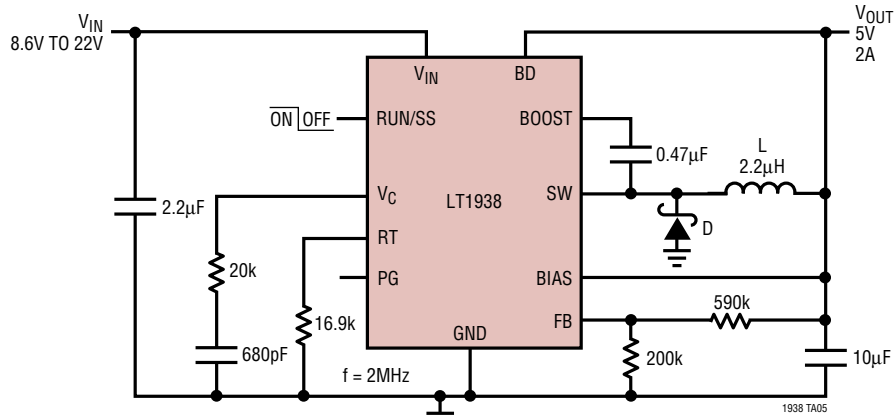 VIN
8.6V TO 22V
VOUT
5V
2A
VIN
BD
ON OFF
RUN/SS
BOOST
0.47µF
L
2.2µH
2.2µF
VC
LT1938
SW
D
RT
20k
PG
BIAS
590k
16.9k
FB
680pF
GND
200k
10µF
f = 2MHz
1938 TA05